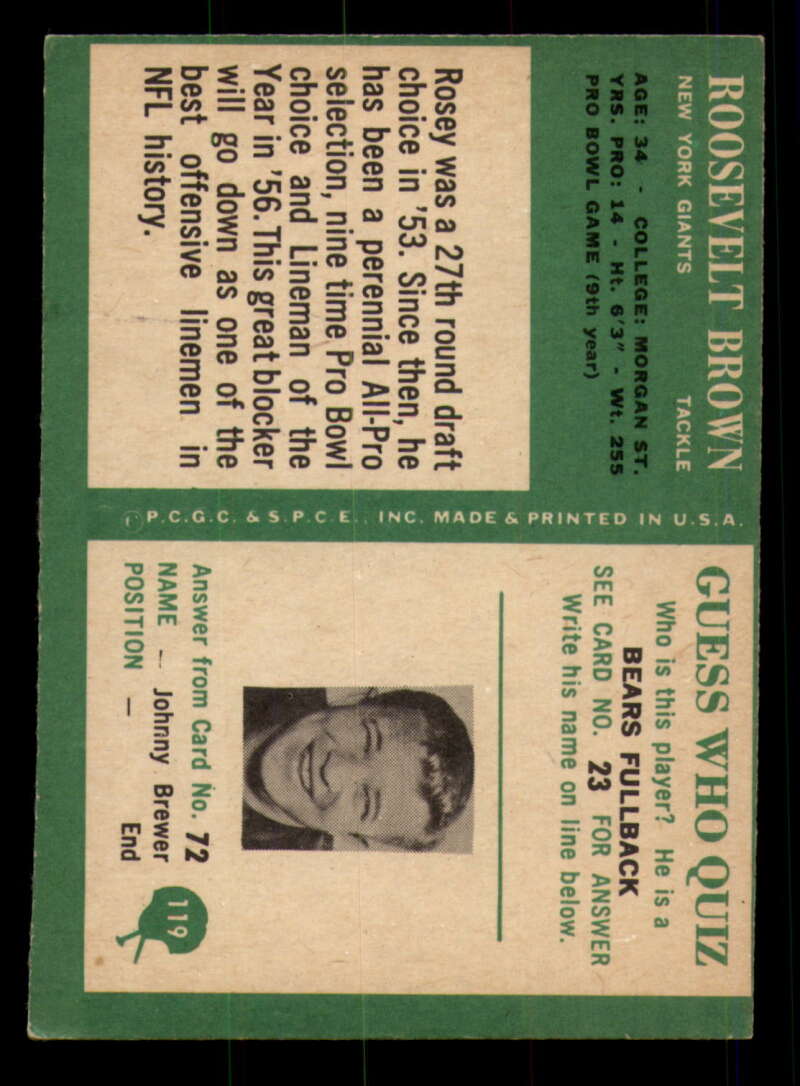 ROOSEVELT BROWN
NEW YORK GIANTS TACKLE
AGE: 34 - COLLEGE: MORGAN ST.
YRS. PRO: 14 - Ht. 6'3" - Wt. 255
PRO BOWL GAME (9th year)
Rosey was a 27th round draft
choice in '53. Since then, he
has been a perennial All-Pro
selection, nine time Pro Bowl
choice and Lineman of the
Year in '56. This great blocker
will go down as one of the
best offensive linemen in
NFL history.
©P.C.G.C. & S.P.C.E., INC. MADE & PRINTED IN U.S.A.
GUESS WHO QUIZ
Who is this player? He is a
BEARS FULLBACK
SEE CARD NO. 23 FOR ANSWER
Write his name on line below.
Answer from Card No. 72
NAME — Johnny Brewer
POSITION — End
119